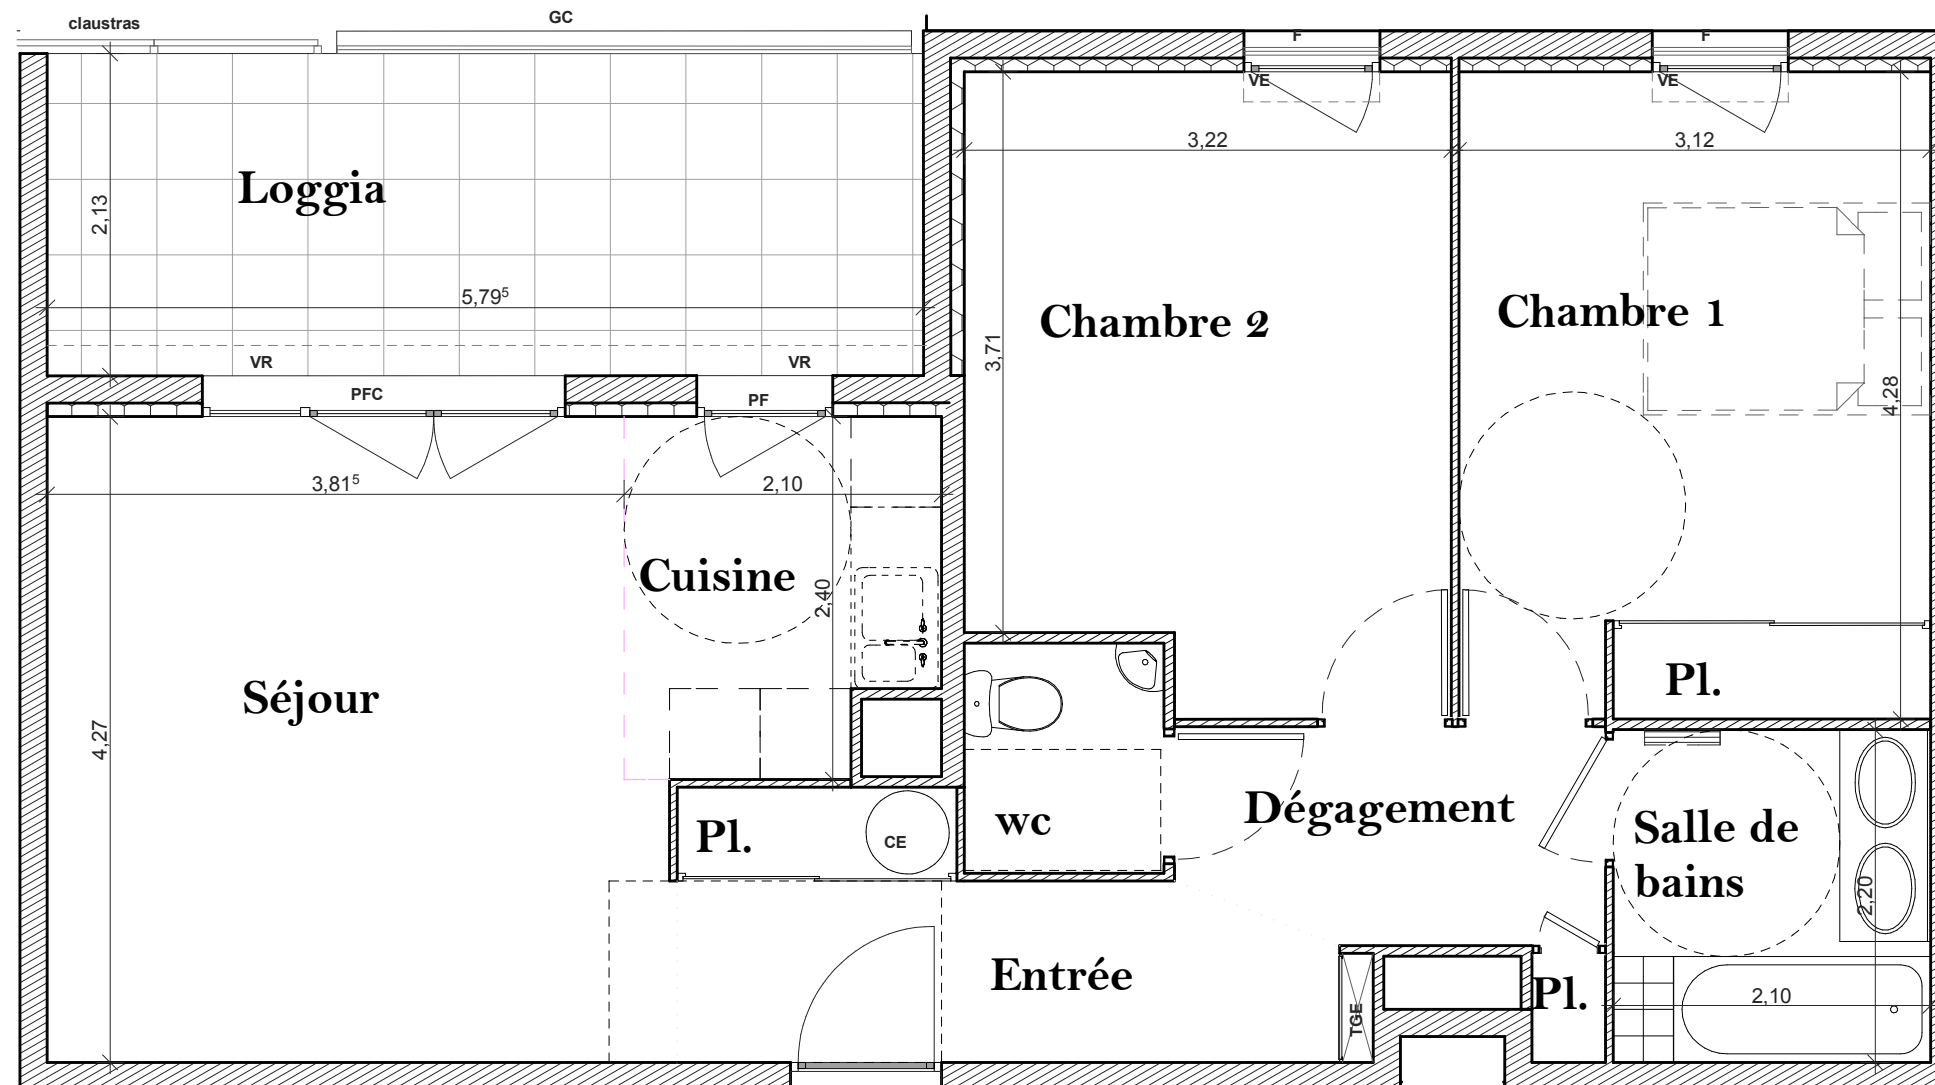 claustras
GC
F
F
VE
VE
3,22
3,12
Loggia
2,13
5,79⁵
Chambre 2
Chambre 1
3,71
4,28
VR
VR
PFC
PF
3,81⁵
2,10
Cuisine
2,40
Séjour
4,27
Pl.
Pl.
CE
wc
Dégagement
Salle de
bains
2,20
Entrée
TGE
Pl.
2,10